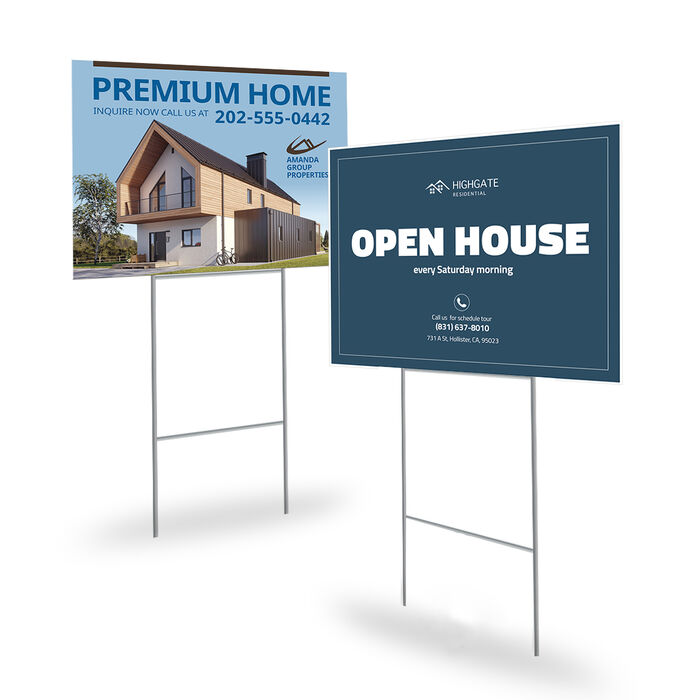 PREMIUM HOME
INQUIRE NOW CALL US AT 202-555-0442
AMANDA
GROUP
PROPERTIES
HIGHGATE
RESIDENTIAL
OPEN HOUSE
every Saturday morning
Call us for schedule tour
(831) 637-8010
731 A St, Hollister, CA, 95023